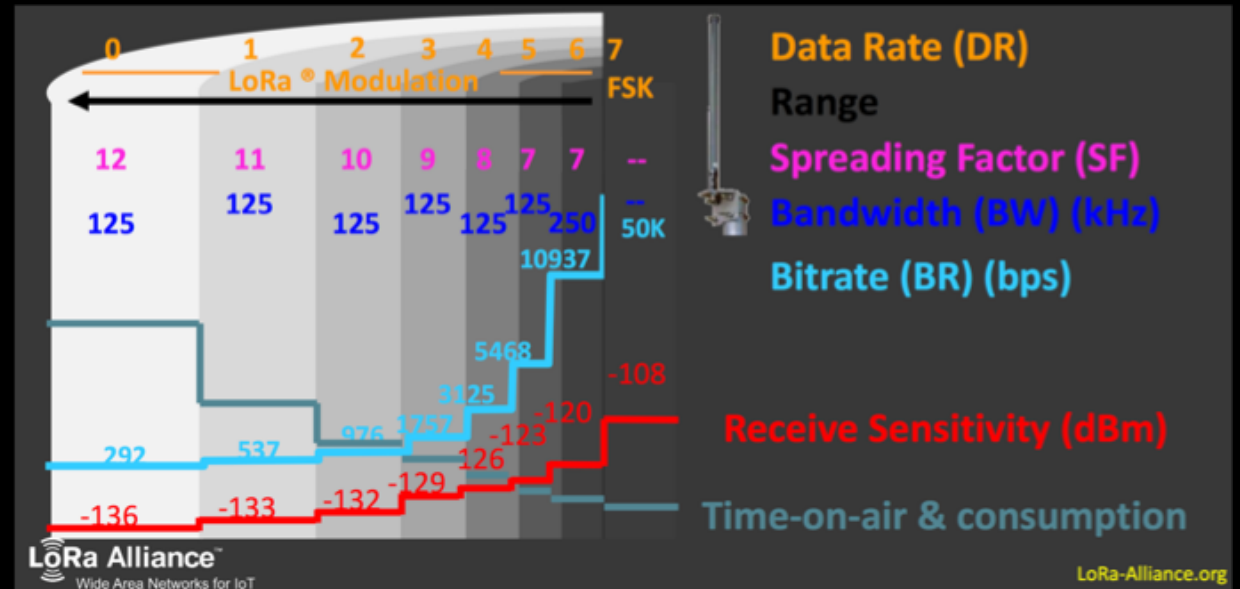 0 1 2 3 4 5 6 7
LoRa ® Modulation FSK
Data Rate (DR)
Range
12 11 10 9 8 7 7 --
Spreading Factor (SF)
125 125 125 125 125 125 250 --
Bandwidth (BW) (kHz)
292 537 976 1757 3125 5468 10937 50K
Bitrate (BR) (bps)
-136 -133 -132 -129 126 -123 -120 -108
Receive Sensitivity (dBm)
Time-on-air & consumption
LoRa Alliance™
Wide Area Networks for IoT
LoRa-Alliance.org